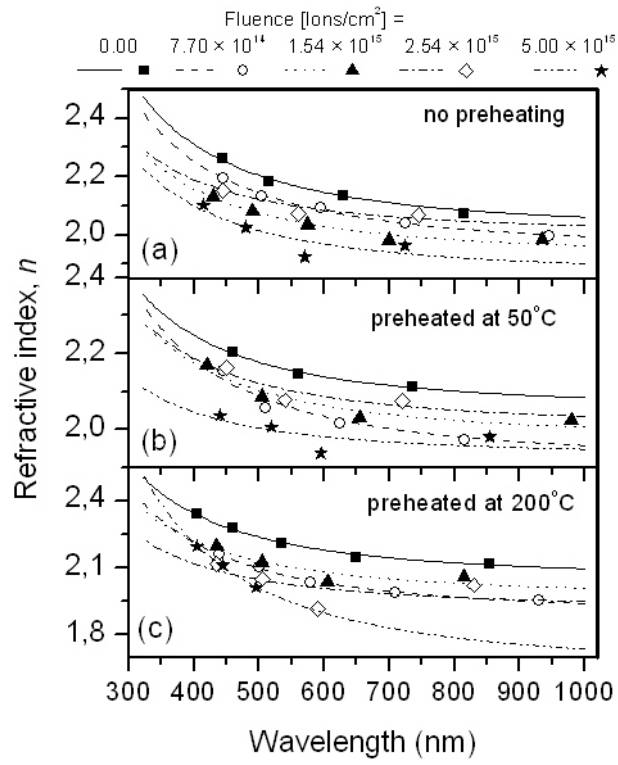 Fluence [Ions/cm²] =
0.00 7.70 × 10¹⁴ 1.54 × 10¹⁵ 2.54 × 10¹⁵ 5.00 × 10¹⁵
2,4
no preheating
2,2
2,0
(a)
2,4
preheated at 50°C
2,2
2,0
(b)
preheated at 200°C
2,4
2,1
1,8
(c)
Refractive index, n
300 400 500 600 700 800 900 1000
Wavelength (nm)